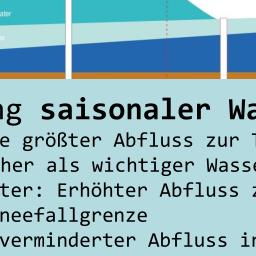 ater
ng saisonaler Wa
e größter Abfluss zur T
her als wichtiger Wasse
ter: Erhöhter Abfluss z
neefallgrenze
verminderter Abfluss in